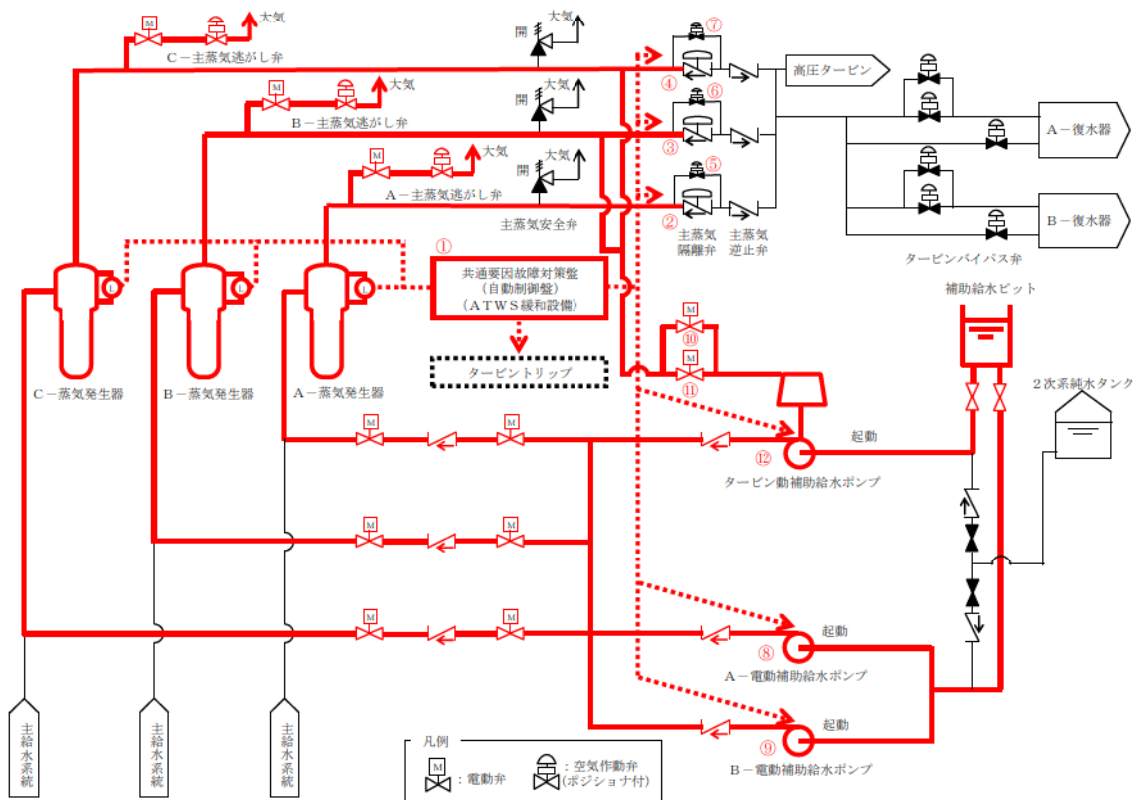 大気
M
C－主蒸気逃がし弁
開
大気
⑦
④
高圧タービン
大気
M
B－主蒸気逃がし弁
開
大気
⑥
③
A－復水器
大気
M
A－主蒸気逃がし弁
開
大気
主蒸気安全弁
⑤
②
主蒸気
隔離弁
主蒸気
逆止弁
B－復水器
タービンバイパス弁
①
共通要因故障対策盤
(自動制御盤)
(ATWS緩和設備)
タービントリップ
L
L
L
C－蒸気発生器
B－蒸気発生器
A－蒸気発生器
補助給水ピット
2次系純水タンク
M
⑩
M
⑪
M
M
⑫
起動
タービン動補助給水ポンプ
M
M
M
M
⑧
起動
A－電動補助給水ポンプ
⑨
起動
B－電動補助給水ポンプ
主給水系統
主給水系統
主給水系統
凡例
M
：電動弁
：空気作動弁
(ポジショナ付)